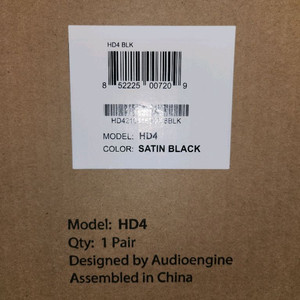 HD4 BLK
8 52225 00720 9
MODEL: HD4
COLOR: SATIN BLACK
Model: HD4
Qty: 1 Pair
Designed by Audioengine
Assembled in China